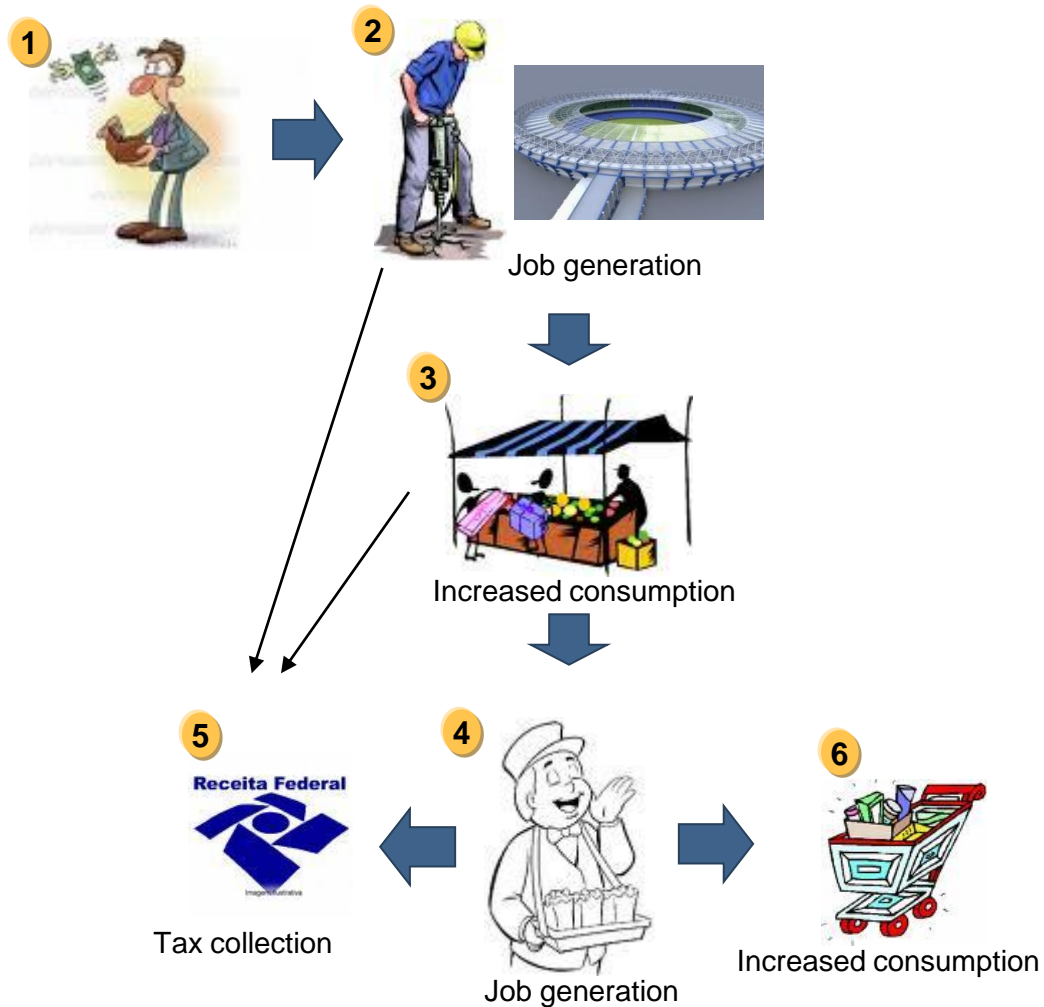 1
2
Job generation
3
Increased consumption
5
4
6
Receita Federal
Tax collection
Job generation
Increased consumption